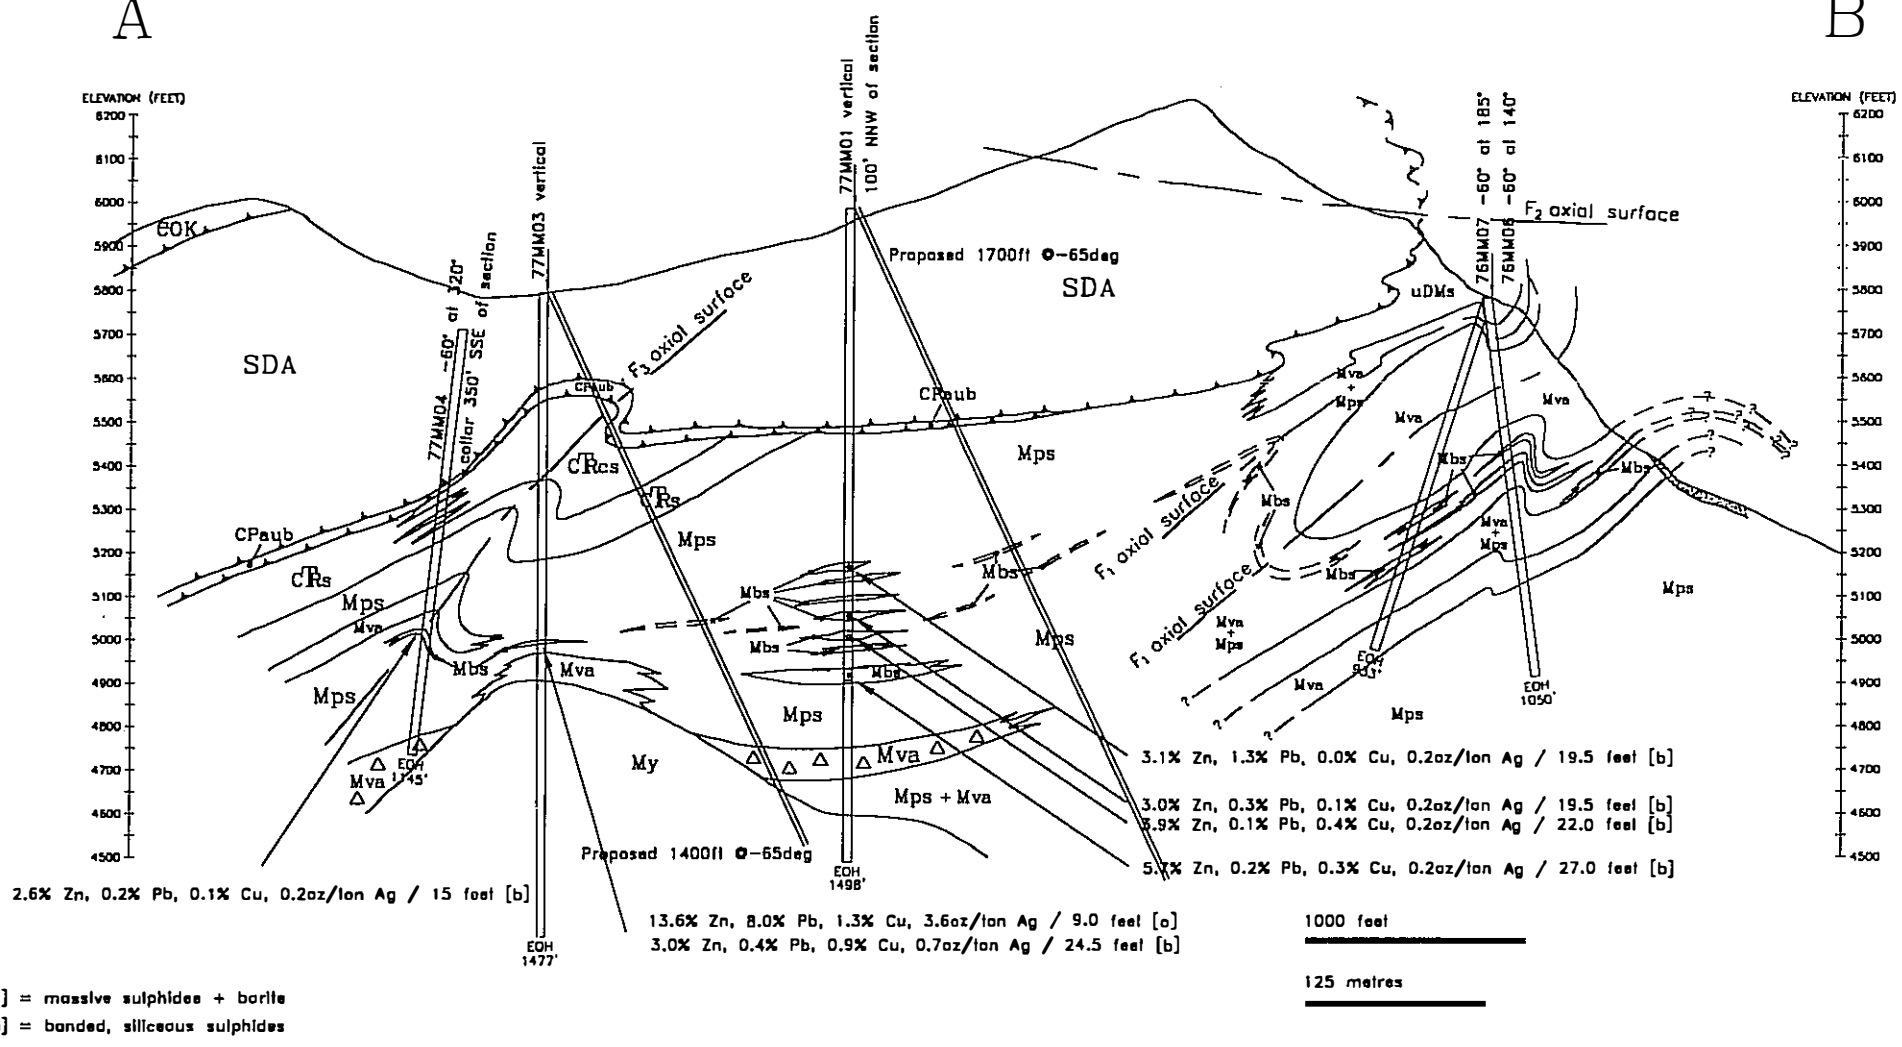 A
B
ELEVATION (FEET)
6200
6100
6000
5900
5800
5700
5600
5500
5400
5300
5200
5100
5000
4900
4800
4700
4600
4500
ELEVATION (FEET)
6200
6100
6000
5900
5800
5700
5600
5500
5400
5300
5200
5100
5000
4900
4800
4700
4600
4500
77MM04 -60° at 320°
collar 350' SSE of section
77MM03 vertical
77MM01 vertical
100' NNW of section
76MM07 -60° at 185°
76MM06 -60° at 140°
EOK
SDA
SDA
Proposed 1700ft @-65deg
F2 axial surface
uDMs
F3 axial surface
CPaub
CPaub
CPaub
CTRcs
CTRs
JTRs
Mps
Mps
Mps
Mva
Mbs
Mva
Mps
Mva
EOH
1145'
My
Mbs
Mbs
Mbs
Mps
Mva
Mps + Mva
Mps
Mbs
Mps
F1 axial surface
F1 axial surface
Mbs
Mva
+
Mps
Mva
Mva
Mbs
Mbs
Mva
+
Mps
Mbs
Mva
+
Mps
Mva
Mps
Mps
EOH
933'
EOH
1050'
? ? ? ? ? ? ? ? ?
Proposed 1400ft @-65deg
EOH
1498'
EOH
1477'
3.1% Zn, 1.3% Pb, 0.0% Cu, 0.2oz/ton Ag / 19.5 feet [b]
3.0% Zn, 0.3% Pb, 0.1% Cu, 0.2oz/ton Ag / 19.5 feet [b]
3.9% Zn, 0.1% Pb, 0.4% Cu, 0.2oz/ton Ag / 22.0 feet [b]
5.7% Zn, 0.2% Pb, 0.3% Cu, 0.2oz/ton Ag / 27.0 feet [b]
2.6% Zn, 0.2% Pb, 0.1% Cu, 0.2oz/ton Ag / 15 feet [b]
13.6% Zn, 8.0% Pb, 1.3% Cu, 3.6oz/ton Ag / 9.0 feet [a]
3.0% Zn, 0.4% Pb, 0.9% Cu, 0.7oz/ton Ag / 24.5 feet [b]
1000 feet
125 metres
] = massive sulphides + barite
] = banded, siliceous sulphides